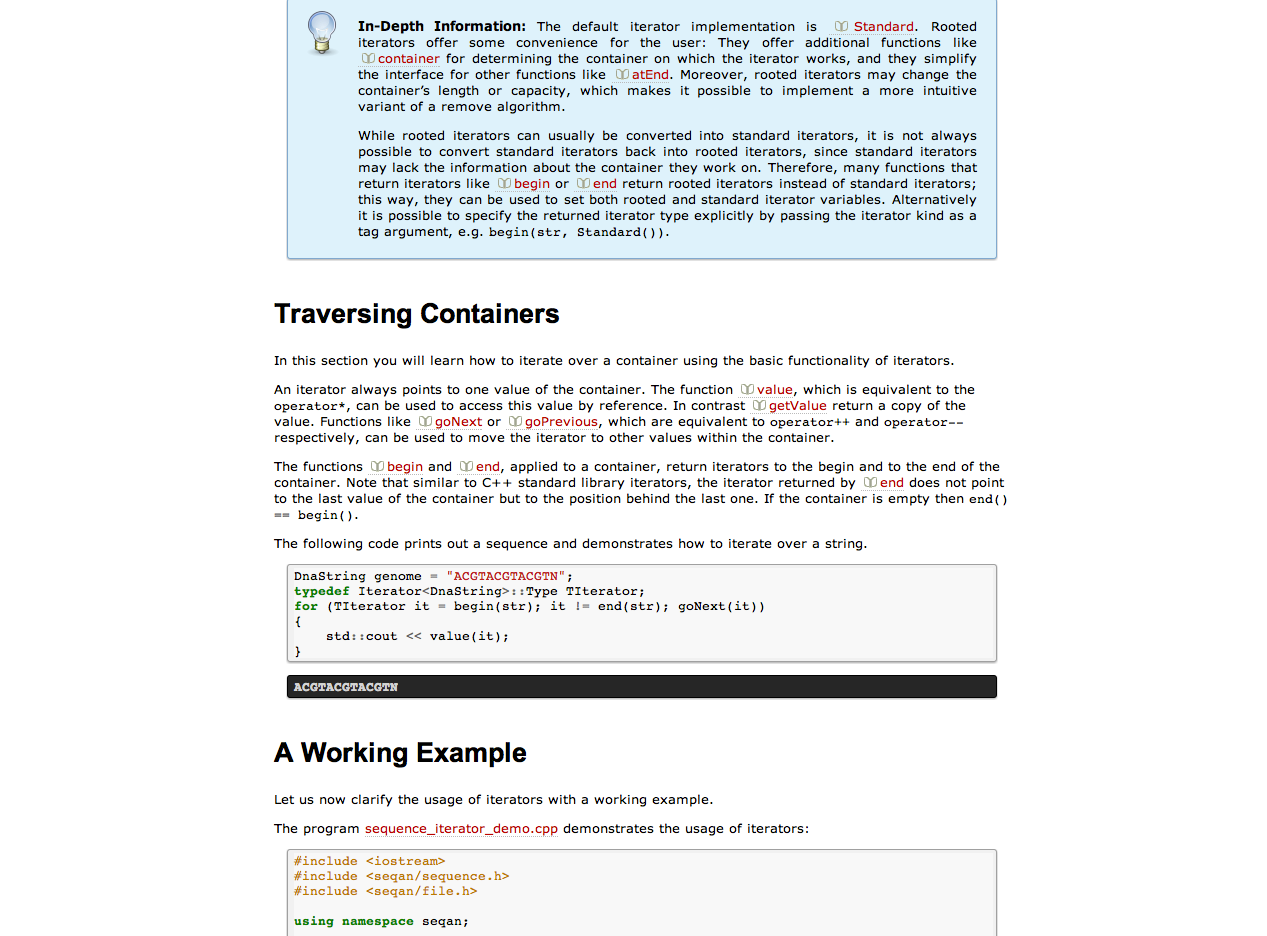 In-Depth Information: The default iterator implementation is Standard. Rooted
iterators offer some convenience for the user: They offer additional functions like
container for determining the container on which the iterator works, and they simplify
the interface for other functions like atEnd. Moreover, rooted iterators may change the
container’s length or capacity, which makes it possible to implement a more intuitive
variant of a remove algorithm.
While rooted iterators can usually be converted into standard iterators, it is not always
possible to convert standard iterators back into rooted iterators, since standard iterators
may lack the information about the container they work on. Therefore, many functions that
return iterators like begin or end return rooted iterators instead of standard iterators;
this way, they can be used to set both rooted and standard iterator variables. Alternatively
it is possible to specify the returned iterator type explicitly by passing the iterator kind as a
tag argument, e.g. begin(str, Standard()).
Traversing Containers
In this section you will learn how to iterate over a container using the basic functionality of iterators.
An iterator always points to one value of the container. The function value, which is equivalent to the
operator*, can be used to access this value by reference. In contrast getValue return a copy of the
value. Functions like goNext or goPrevious, which are equivalent to operator++ and operator--
respectively, can be used to move the iterator to other values within the container.
The functions begin and end, applied to a container, return iterators to the begin and to the end of the
container. Note that similar to C++ standard library iterators, the iterator returned by end does not point
to the last value of the container but to the position behind the last one. If the container is empty then end()
== begin().
The following code prints out a sequence and demonstrates how to iterate over a string.
DnaString genome = "ACGTACGTACGTN";
typedef Iterator<DnaString>::Type TIterator;
for (TIterator it = begin(str); it != end(str); goNext(it))
{
    std::cout << value(it);
}
ACGTACGTACGTN
A Working Example
Let us now clarify the usage of iterators with a working example.
The program sequence_iterator_demo.cpp demonstrates the usage of iterators:
#include <iostream>
#include <seqan/sequence.h>
#include <seqan/file.h>
using namespace seqan;